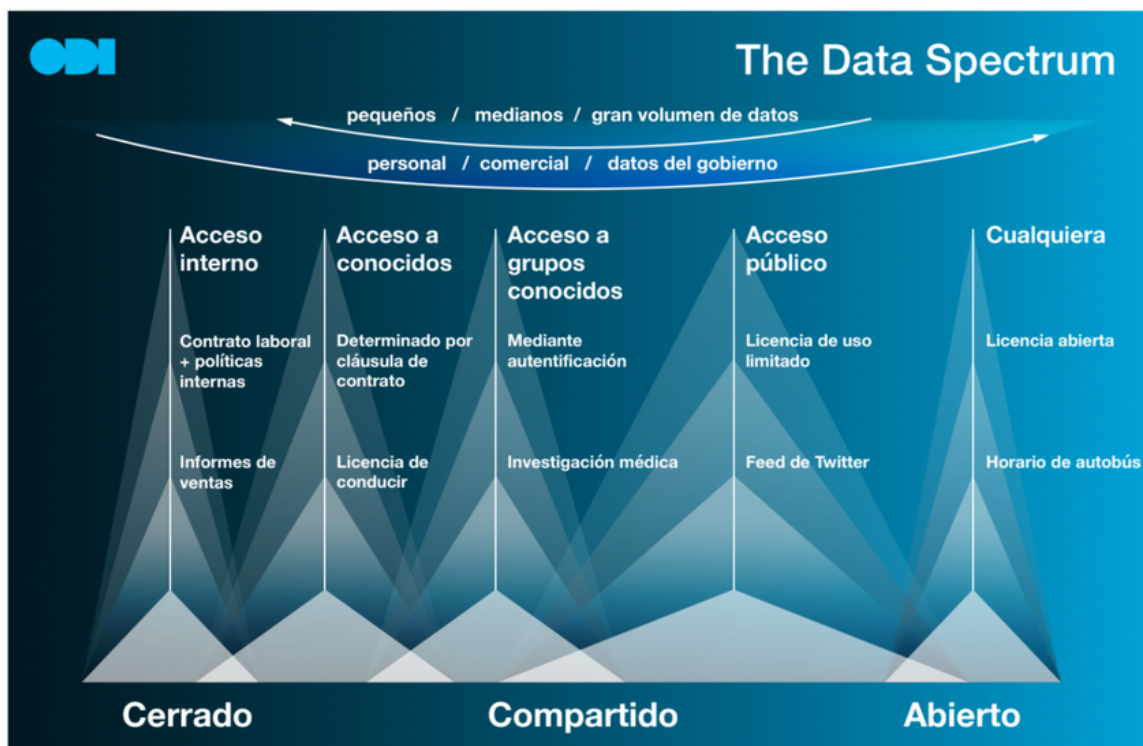 ODI
The Data Spectrum
pequeños / medianos / gran volumen de datos
personal / comercial / datos del gobierno
Acceso
interno
Contrato laboral
+ políticas
internas
Informes de
ventas
Acceso a
conocidos
Determinado por
cláusula de
contrato
Licencia de
conducir
Acceso a
grupos
conocidos
Mediante
autentificación
Investigación médica
Acceso
público
Licencia de uso
limitado
Feed de Twitter
Cualquiera
Licencia abierta
Horario de autobús
Cerrado
Compartido
Abierto